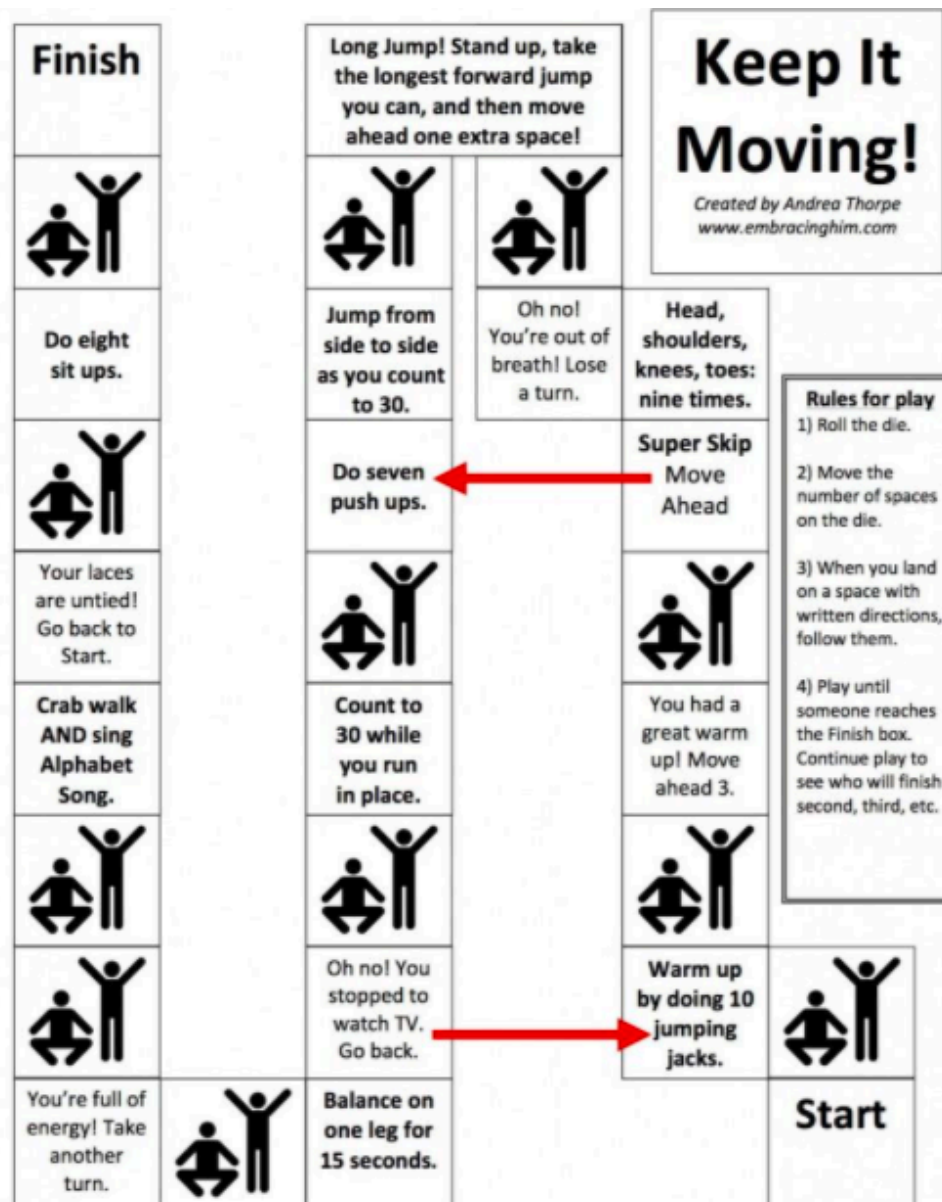 Finish
Long Jump! Stand up, take
the longest forward jump
you can, and then move
ahead one extra space!
Keep It
Moving!
Created by Andrea Thorpe
www.embracinghim.com
Do eight
sit ups.
Jump from
side to side
as you count
to 30.
Oh no!
You're out of
breath! Lose
a turn.
Head,
shoulders,
knees, toes:
nine times.
Do seven
push ups.
Super Skip
Move
Ahead
Rules for play
1) Roll the die.
2) Move the
number of spaces
on the die.
3) When you land
on a space with
written directions,
follow them.
4) Play until
someone reaches
the Finish box.
Continue play to
see who will finish
second, third, etc.
Your laces
are untied!
Go back to
Start.
Crab walk
AND sing
Alphabet
Song.
Count to
30 while
you run
in place.
You had a
great warm
up! Move
ahead 3.
Oh no! You
stopped to
watch TV.
Go back.
Warm up
by doing 10
jumping
jacks.
You're full of
energy! Take
another
turn.
Balance on
one leg for
15 seconds.
Start